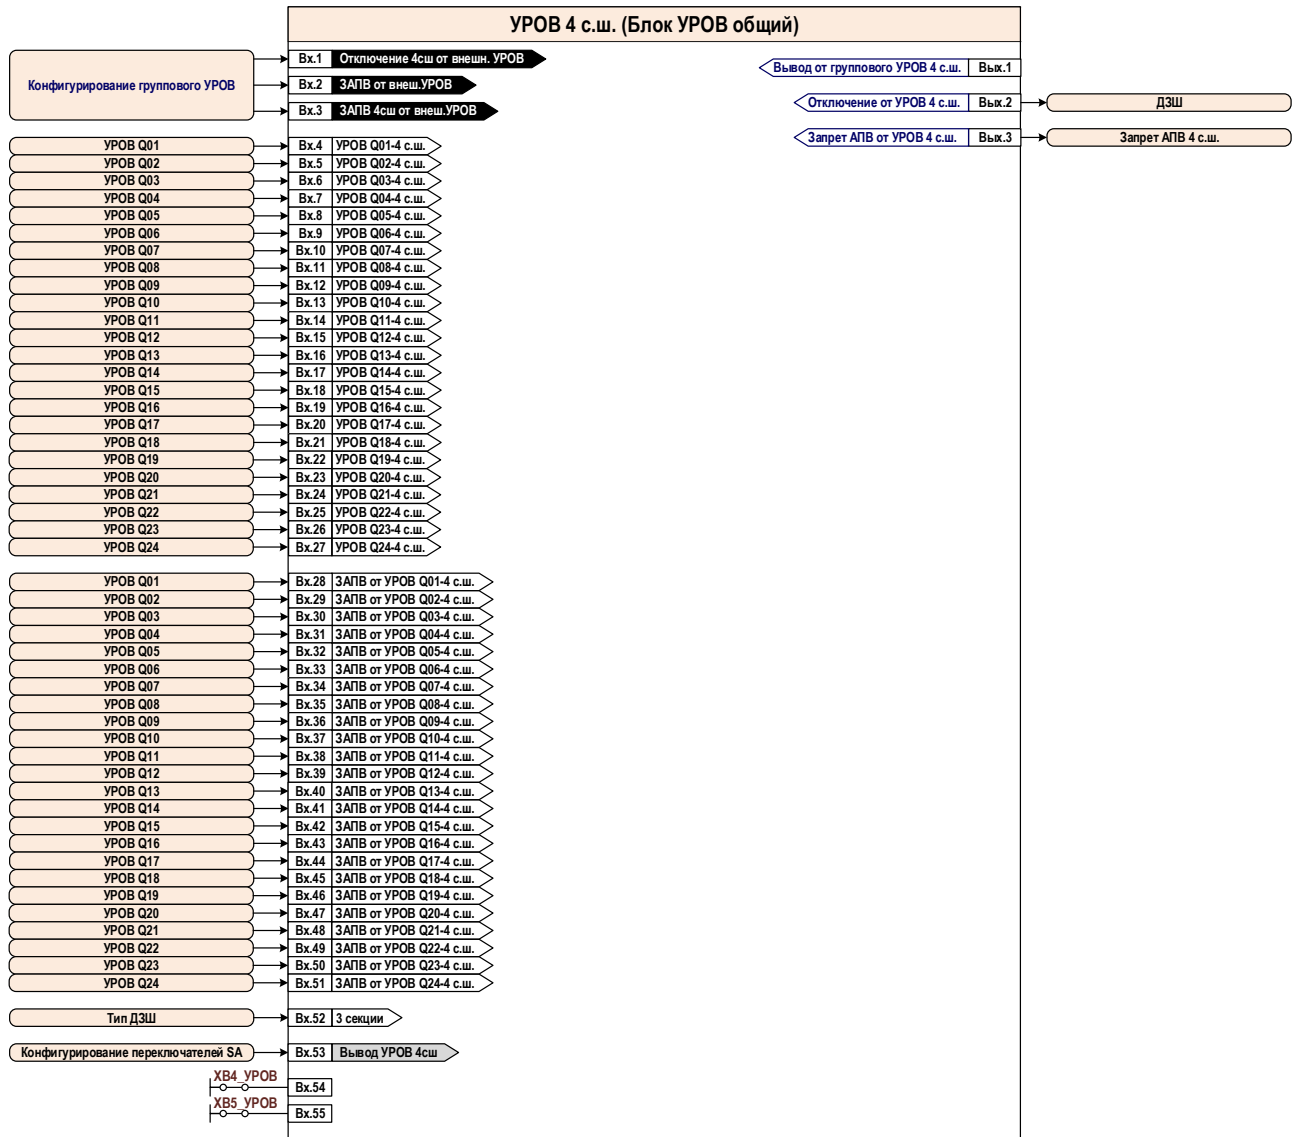 УРОВ 4 с.ш. (Блок УРОВ общий)
Конфигурирование группового УРОВ
Вх.1 Отключение 4сш от внешн. УРОВ
Вх.2 ЗАПВ от внеш.УРОВ
Вх.3 ЗАПВ 4сш от внеш.УРОВ
Вывод от группового УРОВ 4 с.ш. Вых.1
Отключение от УРОВ 4 с.ш. Вых.2 ДЗШ
Запрет АПВ от УРОВ 4 с.ш. Вых.3 Запрет АПВ 4 с.ш.
УРОВ Q01 Вх.4 УРОВ Q01-4 с.ш.
УРОВ Q02 Вх.5 УРОВ Q02-4 с.ш.
УРОВ Q03 Вх.6 УРОВ Q03-4 с.ш.
УРОВ Q04 Вх.7 УРОВ Q04-4 с.ш.
УРОВ Q05 Вх.8 УРОВ Q05-4 с.ш.
УРОВ Q06 Вх.9 УРОВ Q06-4 с.ш.
УРОВ Q07 Вх.10 УРОВ Q07-4 с.ш.
УРОВ Q08 Вх.11 УРОВ Q08-4 с.ш.
УРОВ Q09 Вх.12 УРОВ Q09-4 с.ш.
УРОВ Q10 Вх.13 УРОВ Q10-4 с.ш.
УРОВ Q11 Вх.14 УРОВ Q11-4 с.ш.
УРОВ Q12 Вх.15 УРОВ Q12-4 с.ш.
УРОВ Q13 Вх.16 УРОВ Q13-4 с.ш.
УРОВ Q14 Вх.17 УРОВ Q14-4 с.ш.
УРОВ Q15 Вх.18 УРОВ Q15-4 с.ш.
УРОВ Q16 Вх.19 УРОВ Q16-4 с.ш.
УРОВ Q17 Вх.20 УРОВ Q17-4 с.ш.
УРОВ Q18 Вх.21 УРОВ Q18-4 с.ш.
УРОВ Q19 Вх.22 УРОВ Q19-4 с.ш.
УРОВ Q20 Вх.23 УРОВ Q20-4 с.ш.
УРОВ Q21 Вх.24 УРОВ Q21-4 с.ш.
УРОВ Q22 Вх.25 УРОВ Q22-4 с.ш.
УРОВ Q23 Вх.26 УРОВ Q23-4 с.ш.
УРОВ Q24 Вх.27 УРОВ Q24-4 с.ш.
УРОВ Q01 Вх.28 ЗАПВ от УРОВ Q01-4 с.ш.
УРОВ Q02 Вх.29 ЗАПВ от УРОВ Q02-4 с.ш.
УРОВ Q03 Вх.30 ЗАПВ от УРОВ Q03-4 с.ш.
УРОВ Q04 Вх.31 ЗАПВ от УРОВ Q04-4 с.ш.
УРОВ Q05 Вх.32 ЗАПВ от УРОВ Q05-4 с.ш.
УРОВ Q06 Вх.33 ЗАПВ от УРОВ Q06-4 с.ш.
УРОВ Q07 Вх.34 ЗАПВ от УРОВ Q07-4 с.ш.
УРОВ Q08 Вх.35 ЗАПВ от УРОВ Q08-4 с.ш.
УРОВ Q09 Вх.36 ЗАПВ от УРОВ Q09-4 с.ш.
УРОВ Q10 Вх.37 ЗАПВ от УРОВ Q10-4 с.ш.
УРОВ Q11 Вх.38 ЗАПВ от УРОВ Q11-4 с.ш.
УРОВ Q12 Вх.39 ЗАПВ от УРОВ Q12-4 с.ш.
УРОВ Q13 Вх.40 ЗАПВ от УРОВ Q13-4 с.ш.
УРОВ Q14 Вх.41 ЗАПВ от УРОВ Q14-4 с.ш.
УРОВ Q15 Вх.42 ЗАПВ от УРОВ Q15-4 с.ш.
УРОВ Q16 Вх.43 ЗАПВ от УРОВ Q16-4 с.ш.
УРОВ Q17 Вх.44 ЗАПВ от УРОВ Q17-4 с.ш.
УРОВ Q18 Вх.45 ЗАПВ от УРОВ Q18-4 с.ш.
УРОВ Q19 Вх.46 ЗАПВ от УРОВ Q19-4 с.ш.
УРОВ Q20 Вх.47 ЗАПВ от УРОВ Q20-4 с.ш.
УРОВ Q21 Вх.48 ЗАПВ от УРОВ Q21-4 с.ш.
УРОВ Q22 Вх.49 ЗАПВ от УРОВ Q22-4 с.ш.
УРОВ Q23 Вх.50 ЗАПВ от УРОВ Q23-4 с.ш.
УРОВ Q24 Вх.51 ЗАПВ от УРОВ Q24-4 с.ш.
Тип ДЗШ Вх.52 3 секции
Конфигурирование переключателей SA Вх.53 Вывод УРОВ 4сш
ХВ4_УРОВ Вх.54
ХВ5_УРОВ Вх.55